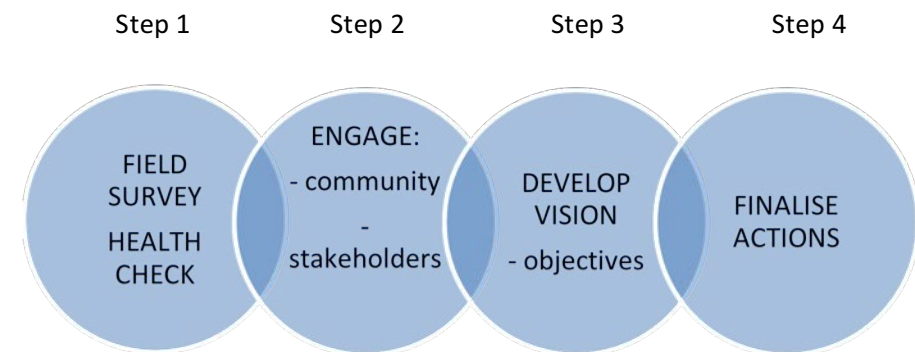 Step 1
Step 2
Step 3
Step 4
FIELD
SURVEY
HEALTH
CHECK
ENGAGE:
- community
-
stakeholders
DEVELOP
VISION
- objectives
FINALISE
ACTIONS